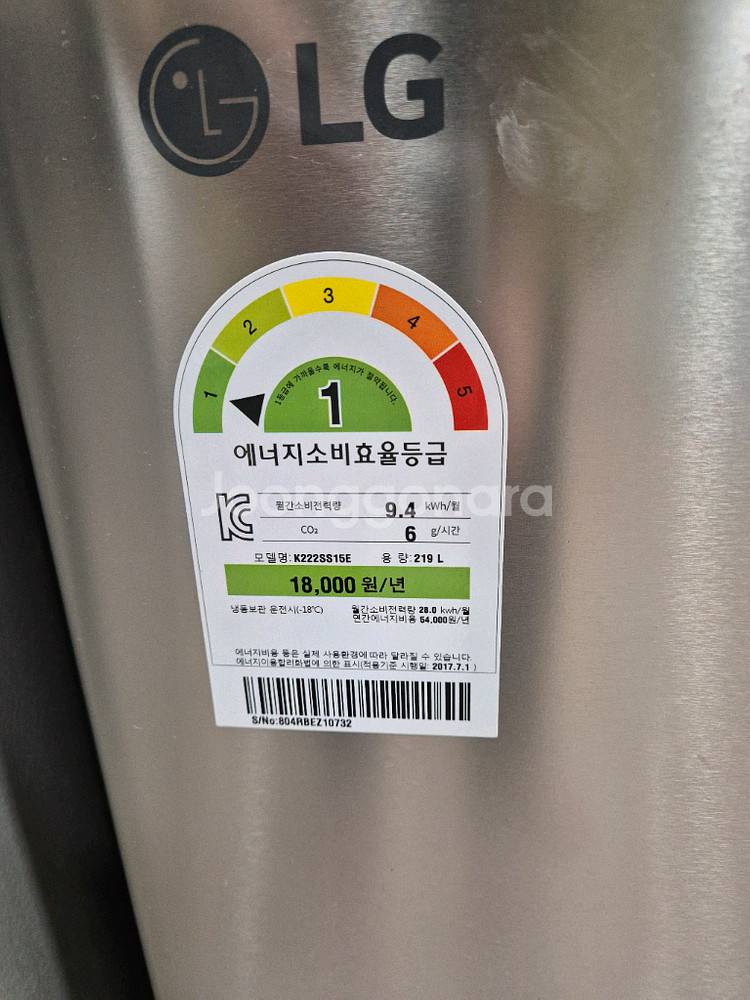 LG
1 2 3 4 5
1등급에 가까울수록 에너지가 절약됩니다.
1
에너지소비효율등급
월간소비전력량 9.4 kWh/월
CO₂ 6 g/시간
Joonggonara
모델명: K222SS15E 용 량: 219 L
18,000 원/년
냉동보관 운전시(-18℃) 월간소비전력량 28.0 kwh/월
연간에너지비용 54,000원/년
에너지비용 등은 실제 사용환경에 따라 달라질 수 있습니다.
에너지이용합리화법에 의한 표시(적용기준 시행일: 2017.7.1 )
S/No:804RBEZ10732